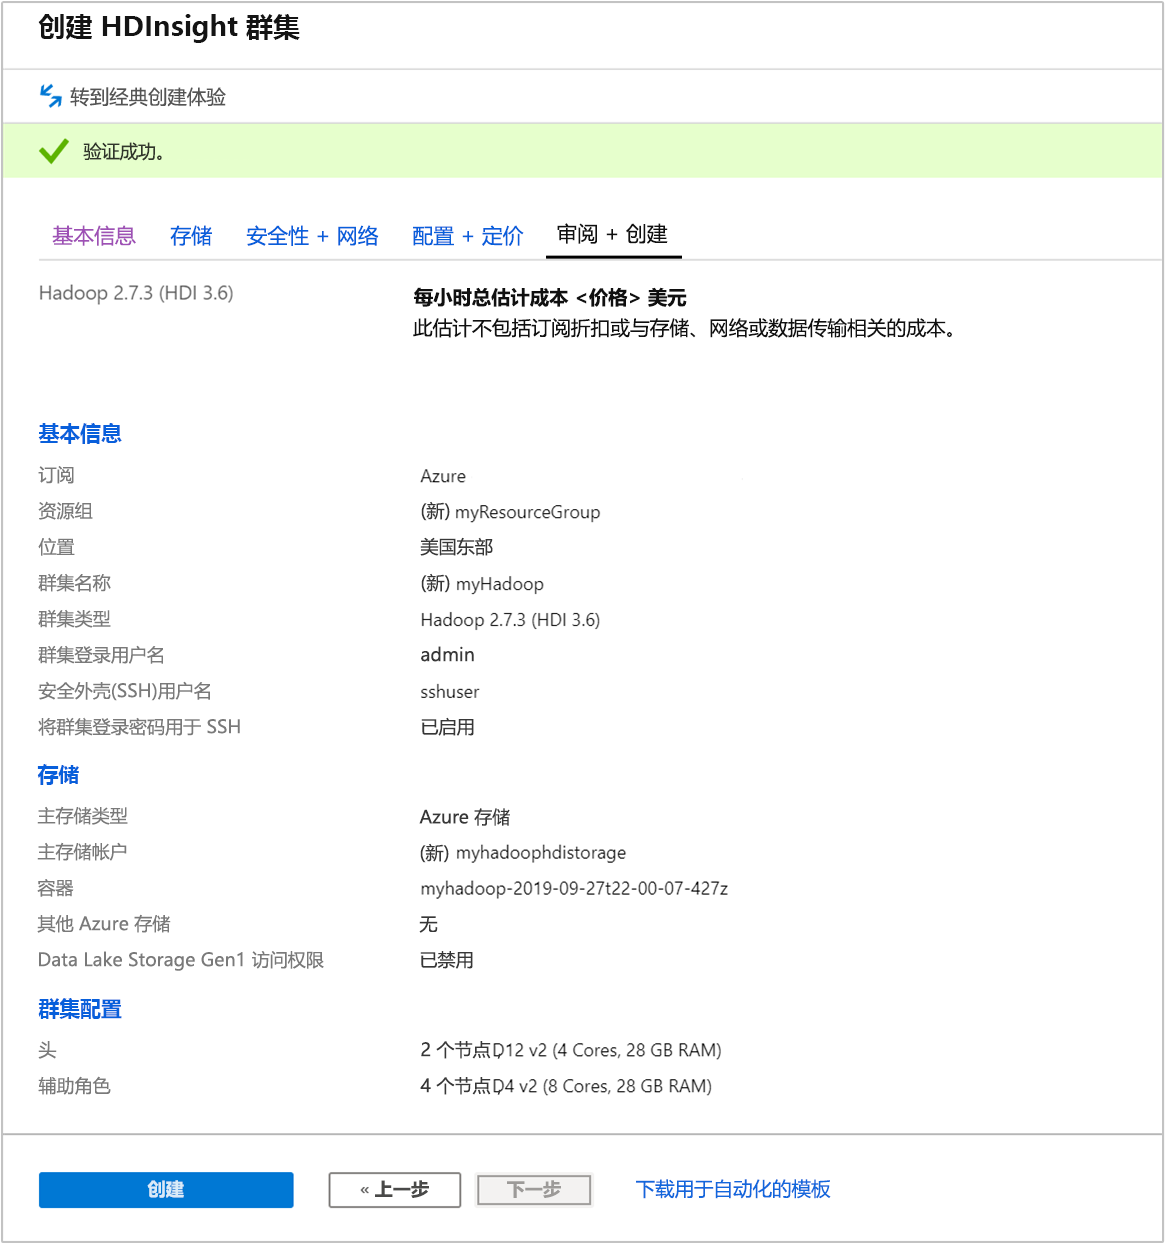 创建 HDInsight 群集
转到经典创建体验
验证成功。
基本信息 存储 安全性 + 网络 配置 + 定价 审阅 + 创建
Hadoop 2.7.3 (HDI 3.6) 每小时总估计成本 <价格> 美元
此估计不包括订阅折扣或与存储、网络或数据传输相关的成本。
基本信息
订阅 Azure
资源组 (新) myResourceGroup
位置 美国东部
群集名称 (新) myHadoop
群集类型 Hadoop 2.7.3 (HDI 3.6)
群集登录用户名 admin
安全外壳(SSH)用户名 sshuser
将群集登录密码用于 SSH 已启用
存储
主存储类型 Azure 存储
主存储帐户 (新) myhadoophdistorage
容器 myhadoop-2019-09-27t22-00-07-427z
其他 Azure 存储 无
Data Lake Storage Gen1 访问权限 已禁用
群集配置
头 2 个节点D12 v2 (4 Cores, 28 GB RAM)
辅助角色 4 个节点D4 v2 (8 Cores, 28 GB RAM)
创建 « 上一步 下一步 下载用于自动化的模板